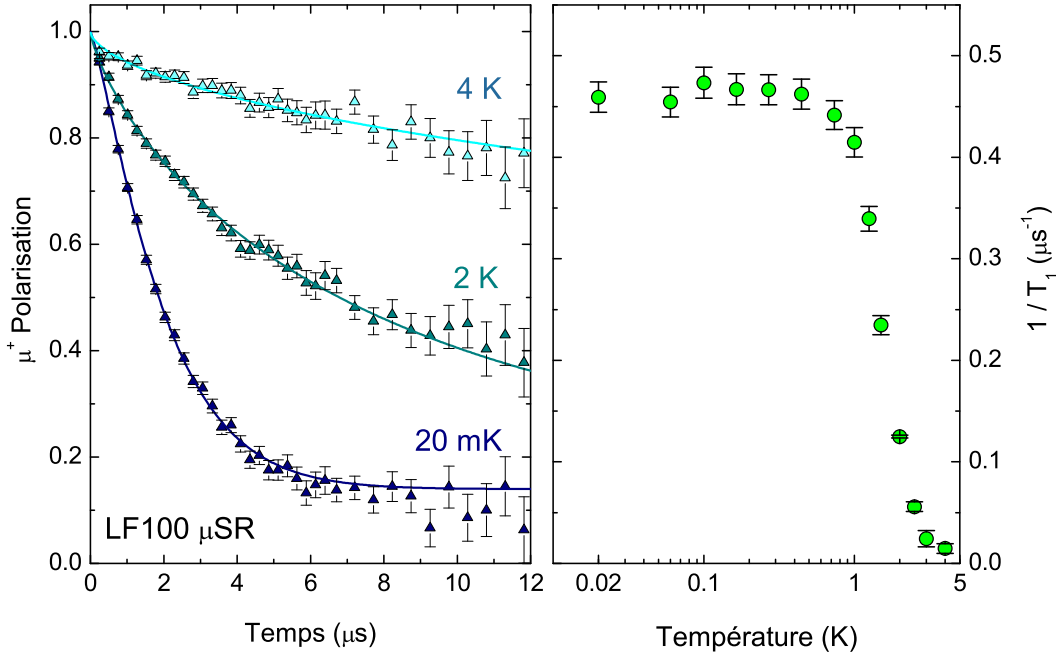 1.0
0.8
0.6
0.4
0.2
0.0
μ⁺ Polarisation
4 K
2 K
20 mK
LF100 μSR
0 2 4 6 8 10 12
Temps (μs)
0.5
0.4
0.3
0.2
0.1
0.0
1 / T₁ (μs⁻¹)
0.02 0.1 1 5
Température (K)